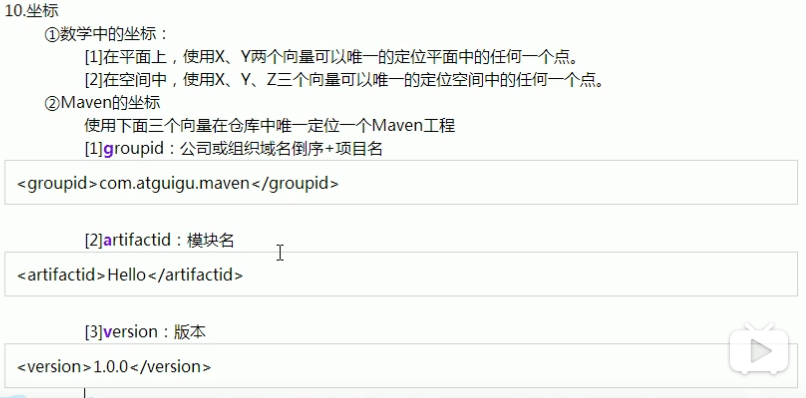 10.坐标
①数学中的坐标：
[1]在平面上，使用X、Y两个向量可以唯一的定位平面中的任何一个点。
[2]在空间中，使用X、Y、Z三个向量可以唯一的定位空间中的任何一个点。
②Maven的坐标
使用下面三个向量在仓库中唯一定位一个Maven工程
[1]groupid：公司或组织域名倒序+项目名
<groupid>com.atguigu.maven</groupid>
[2]artifactid：模块名
<artifactid>Hello</artifactid>
[3]version：版本
<version>1.0.0</version>